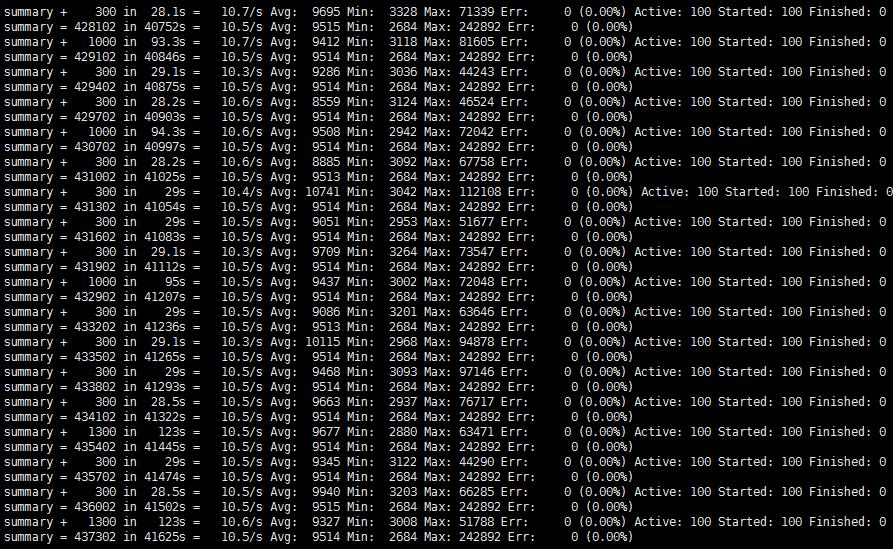 summary +    300 in  28.1s =   10.7/s Avg:  9695 Min:  3328 Max: 71339 Err:     0 (0.00%) Active: 100 Started: 100 Finished: 0
summary = 428102 in 40752s =   10.5/s Avg:  9515 Min:  2684 Max: 242892 Err:     0 (0.00%)
summary +   1000 in  93.3s =   10.7/s Avg:  9412 Min:  3118 Max: 81605 Err:     0 (0.00%) Active: 100 Started: 100 Finished: 0
summary = 429102 in 40846s =   10.5/s Avg:  9514 Min:  2684 Max: 242892 Err:     0 (0.00%)
summary +    300 in  29.1s =   10.3/s Avg:  9286 Min:  3036 Max: 44243 Err:     0 (0.00%) Active: 100 Started: 100 Finished: 0
summary = 429402 in 40875s =   10.5/s Avg:  9514 Min:  2684 Max: 242892 Err:     0 (0.00%)
summary +    300 in  28.2s =   10.6/s Avg:  8559 Min:  3124 Max: 46524 Err:     0 (0.00%) Active: 100 Started: 100 Finished: 0
summary = 429702 in 40903s =   10.5/s Avg:  9514 Min:  2684 Max: 242892 Err:     0 (0.00%)
summary +   1000 in  94.3s =   10.6/s Avg:  9508 Min:  2942 Max: 72042 Err:     0 (0.00%) Active: 100 Started: 100 Finished: 0
summary = 430702 in 40997s =   10.5/s Avg:  9514 Min:  2684 Max: 242892 Err:     0 (0.00%)
summary +    300 in  28.2s =   10.6/s Avg:  8885 Min:  3092 Max: 67758 Err:     0 (0.00%) Active: 100 Started: 100 Finished: 0
summary = 431002 in 41025s =   10.5/s Avg:  9513 Min:  2684 Max: 242892 Err:     0 (0.00%)
summary +    300 in    29s =   10.4/s Avg: 10741 Min:  3042 Max: 112108 Err:     0 (0.00%) Active: 100 Started: 100 Finished: 0
summary = 431302 in 41054s =   10.5/s Avg:  9514 Min:  2684 Max: 242892 Err:     0 (0.00%)
summary +    300 in    29s =   10.5/s Avg:  9051 Min:  2953 Max: 51677 Err:     0 (0.00%) Active: 100 Started: 100 Finished: 0
summary = 431602 in 41083s =   10.5/s Avg:  9514 Min:  2684 Max: 242892 Err:     0 (0.00%)
summary +    300 in  29.1s =   10.3/s Avg:  9709 Min:  3264 Max: 73547 Err:     0 (0.00%) Active: 100 Started: 100 Finished: 0
summary = 431902 in 41112s =   10.5/s Avg:  9514 Min:  2684 Max: 242892 Err:     0 (0.00%)
summary +   1000 in    95s =   10.5/s Avg:  9437 Min:  3002 Max: 72048 Err:     0 (0.00%) Active: 100 Started: 100 Finished: 0
summary = 432902 in 41207s =   10.5/s Avg:  9514 Min:  2684 Max: 242892 Err:     0 (0.00%)
summary +    300 in    29s =   10.5/s Avg:  9086 Min:  3201 Max: 63646 Err:     0 (0.00%) Active: 100 Started: 100 Finished: 0
summary = 433202 in 41236s =   10.5/s Avg:  9513 Min:  2684 Max: 242892 Err:     0 (0.00%)
summary +    300 in  29.1s =   10.3/s Avg: 10115 Min:  2968 Max: 94878 Err:     0 (0.00%) Active: 100 Started: 100 Finished: 0
summary = 433502 in 41265s =   10.5/s Avg:  9514 Min:  2684 Max: 242892 Err:     0 (0.00%)
summary +    300 in    29s =   10.5/s Avg:  9468 Min:  3093 Max: 97146 Err:     0 (0.00%) Active: 100 Started: 100 Finished: 0
summary = 433802 in 41293s =   10.5/s Avg:  9514 Min:  2684 Max: 242892 Err:     0 (0.00%)
summary +    300 in  28.5s =   10.5/s Avg:  9663 Min:  2937 Max: 76717 Err:     0 (0.00%) Active: 100 Started: 100 Finished: 0
summary = 434102 in 41322s =   10.5/s Avg:  9514 Min:  2684 Max: 242892 Err:     0 (0.00%)
summary +   1300 in   123s =   10.5/s Avg:  9677 Min:  2880 Max: 63471 Err:     0 (0.00%) Active: 100 Started: 100 Finished: 0
summary = 435402 in 41445s =   10.5/s Avg:  9514 Min:  2684 Max: 242892 Err:     0 (0.00%)
summary +    300 in    29s =   10.5/s Avg:  9345 Min:  3122 Max: 44290 Err:     0 (0.00%) Active: 100 Started: 100 Finished: 0
summary = 435702 in 41474s =   10.5/s Avg:  9514 Min:  2684 Max: 242892 Err:     0 (0.00%)
summary +    300 in  28.5s =   10.5/s Avg:  9940 Min:  3203 Max: 66285 Err:     0 (0.00%) Active: 100 Started: 100 Finished: 0
summary = 436002 in 41502s =   10.5/s Avg:  9515 Min:  2684 Max: 242892 Err:     0 (0.00%)
summary +   1300 in   123s =   10.6/s Avg:  9327 Min:  3008 Max: 51788 Err:     0 (0.00%) Active: 100 Started: 100 Finished: 0
summary = 437302 in 41625s =   10.5/s Avg:  9514 Min:  2684 Max: 242892 Err:     0 (0.00%)